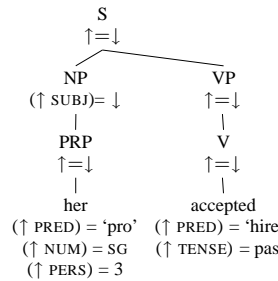 S
↑=↓
NP VP
(↑ SUBJ)= ↓ ↑=↓
PRP V
↑=↓ ↑=↓
her accepted
(↑ PRED) = ‘pro’ (↑ PRED) = ‘hire
(↑ NUM) = SG (↑ TENSE) = pas
(↑ PERS) = 3